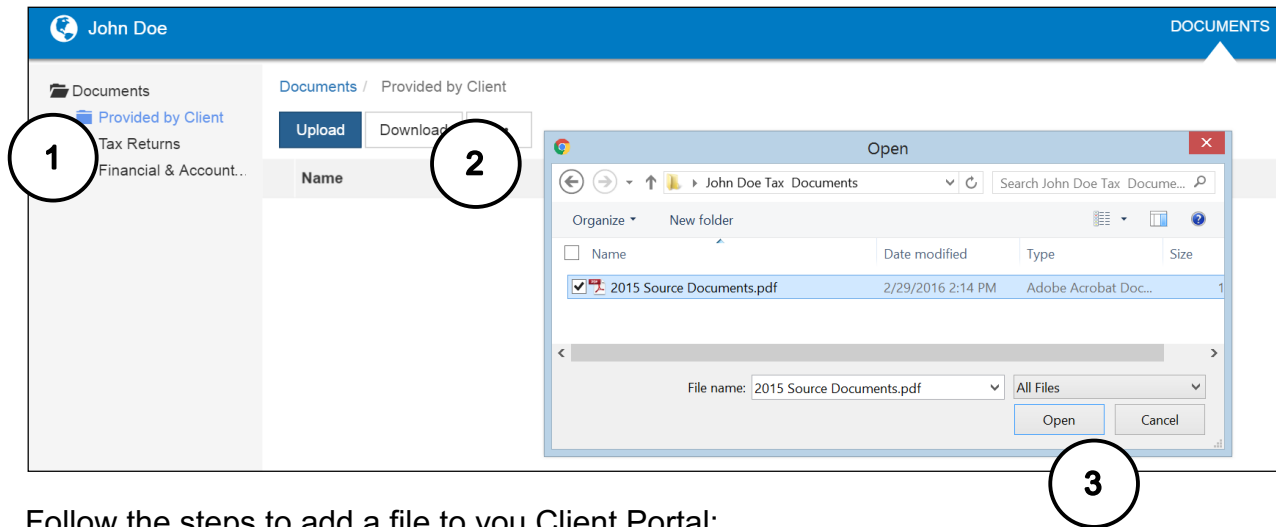 John Doe
DOCUMENTS
Documents
Provided by Client
Tax Returns
Financial & Account...
1
Documents / Provided by Client
Upload
Download
2
Name
Open
John Doe Tax Documents
Search John Doe Tax Docume...
Organize
New folder
Name
Date modified
Type
Size
2015 Source Documents.pdf
2/29/2016 2:14 PM
Adobe Acrobat Doc...
1
File name:
2015 Source Documents.pdf
All Files
Open
Cancel
3
Follow the steps to add a file to you Client Portal: